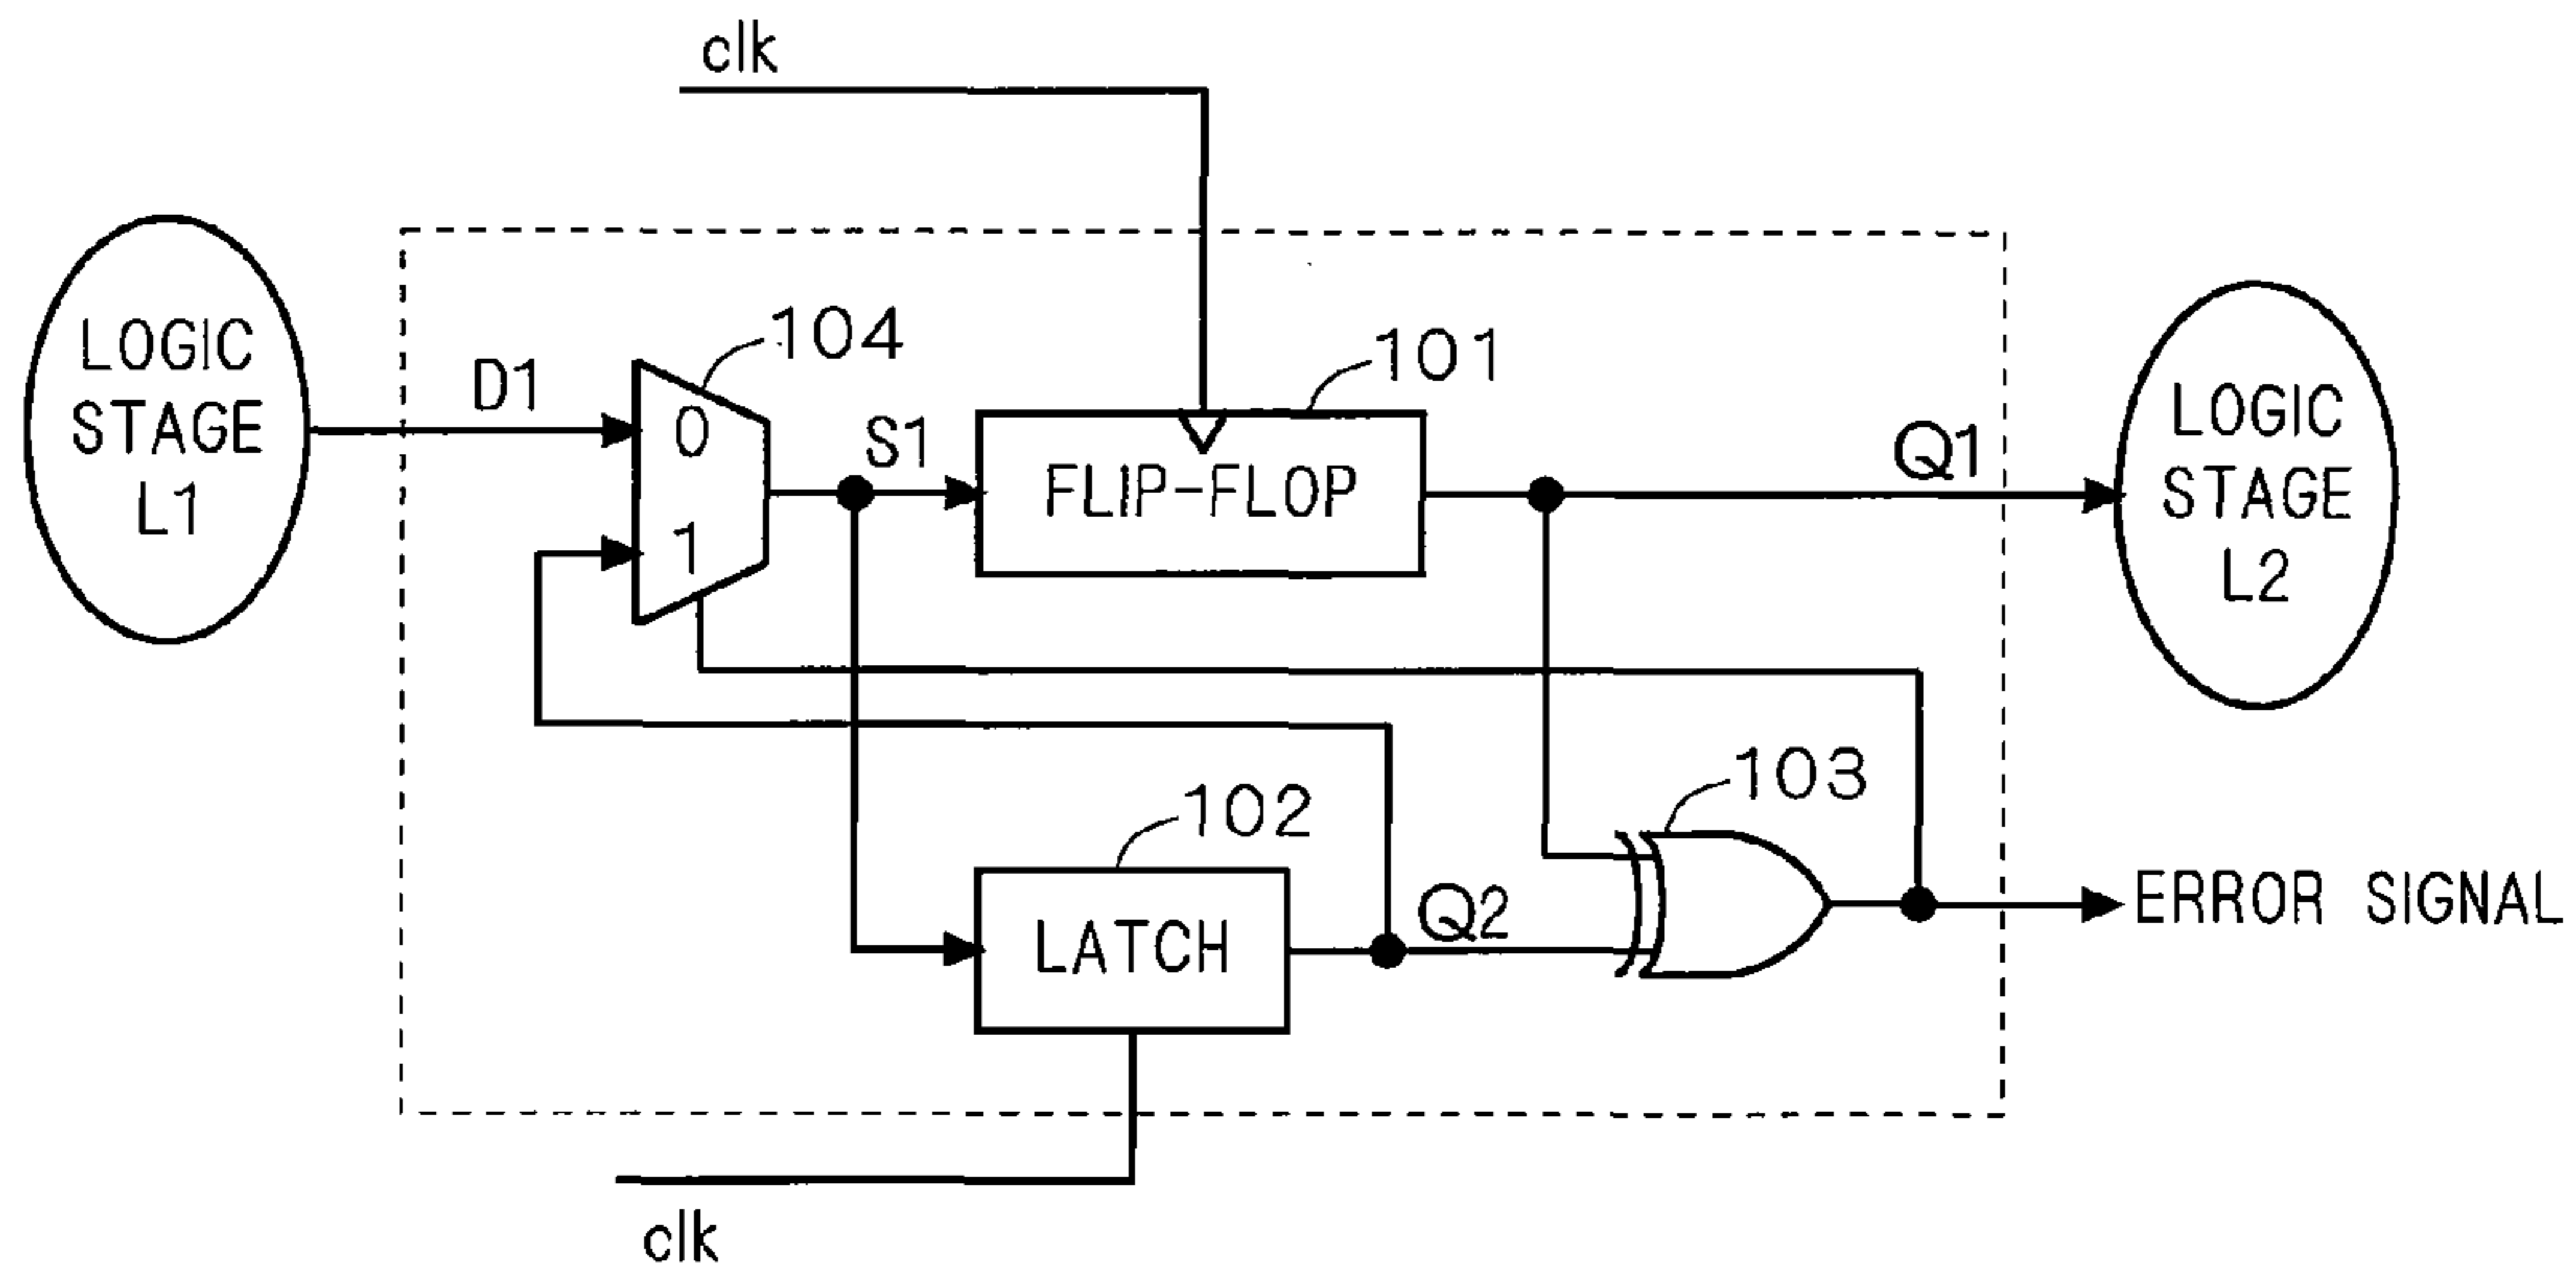 clk
LOGIC
STAGE
L1
D1
104
0
1
S1
101
FLIP-FLOP
Q1
LOGIC
STAGE
L2
102
LATCH
Q2
103
ERROR SIGNAL
clk